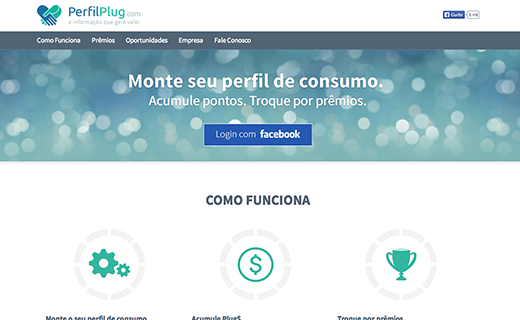 PerfilPlug.com
a informação que gera valor
Curtir 5 mil
Como Funciona Prêmios Oportunidades Empresa Fale Conosco
Monte seu perfil de consumo.
Acumule pontos. Troque por prêmios.
Login com facebook
COMO FUNCIONA
$
Monte o seu perfil de consumo Acumule Plug$ Troque por prêmios